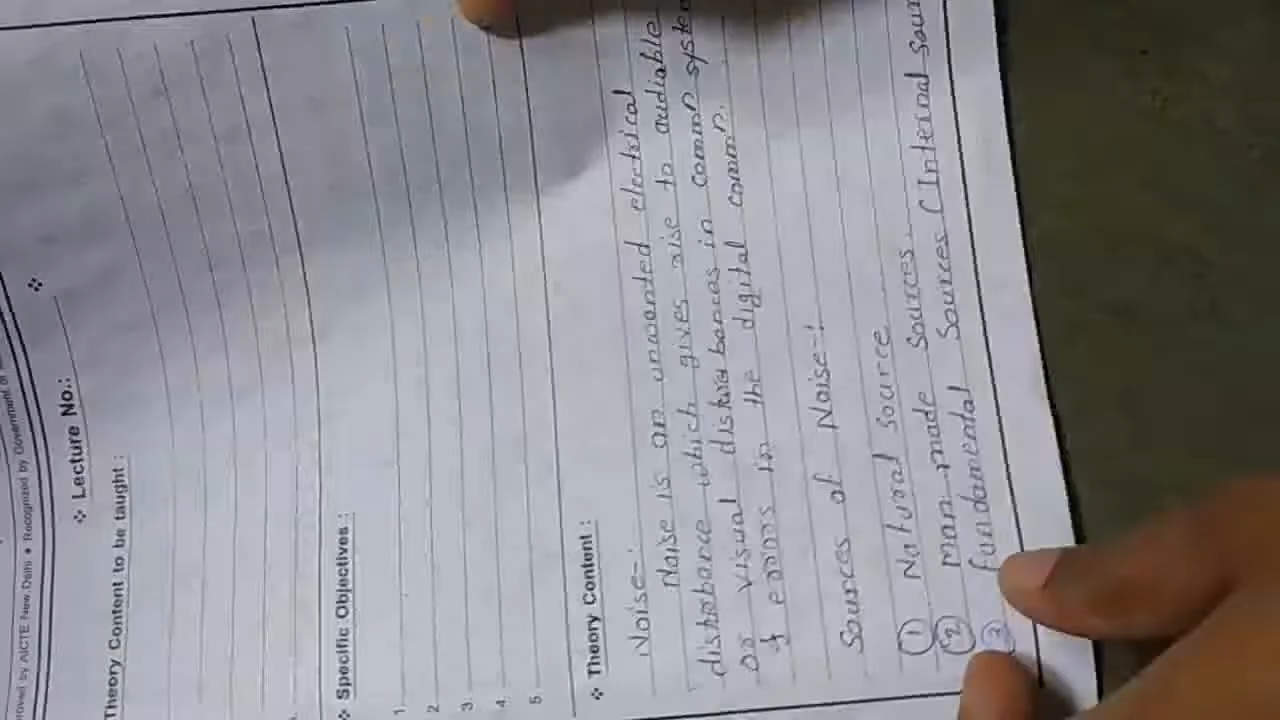 roved by AICTE New Delhi ● Recognized by Government of
❖ Lecture No.: ❖
Theory Content to be taught :
❖ Specific Objectives :
1.
2.
3.
4.
5.
❖ Theory Content :
Noise-:
Noise is an unwanted electrical
distrbance which gives rise to audiable
or visual disturbances in commn system
& errors in the digital commn.
Sources of Noise-:
① Natural source
② man-made Sources.
③ fundamental Sources (Internal Sour